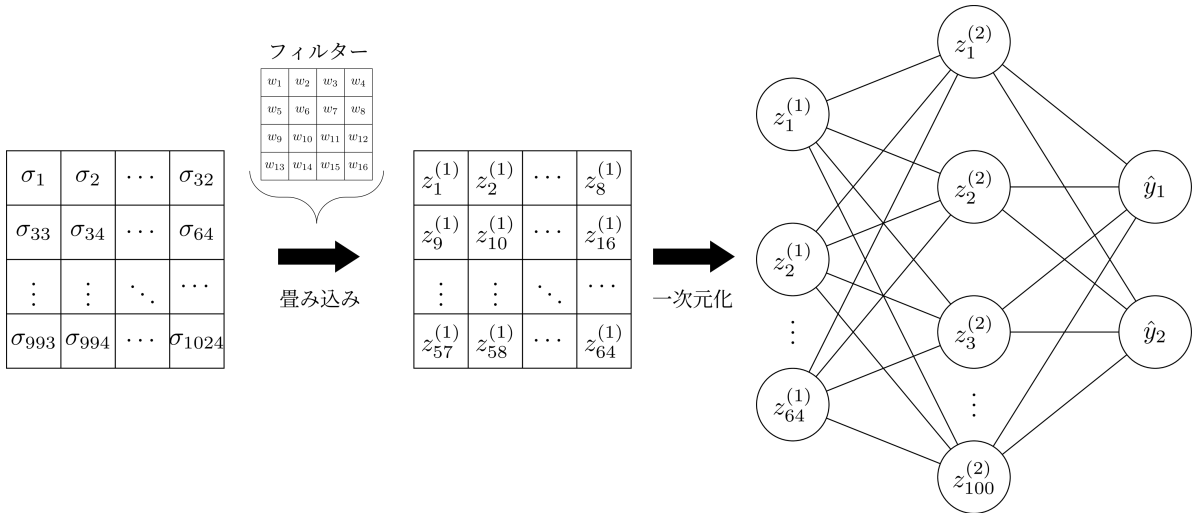 フィルター
w₁ w₂ w₃ w₄
w₅ w₆ w₇ w₈
w₉ w₁₀ w₁₁ w₁₂
w₁₃ w₁₄ w₁₅ w₁₆
σ₁ σ₂ ⋯ σ₃₂
σ₃₃ σ₃₄ ⋯ σ₆₄
⋮ ⋮ ⋱ ⋯
σ₉₉₃ σ₉₉₄ ⋯ σ₁₀₂₄
畳み込み
z₁⁽¹⁾ z₂⁽¹⁾ ⋯ z₈⁽¹⁾
z₉⁽¹⁾ z₁₀⁽¹⁾ ⋯ z₁₆⁽¹⁾
⋮ ⋮ ⋱ ⋯
z₅₇⁽¹⁾ z₅₈⁽¹⁾ ⋯ z₆₄⁽¹⁾
一次元化
z₁⁽¹⁾
z₂⁽¹⁾
⋮
z₆₄⁽¹⁾
z₁⁽²⁾
z₂⁽²⁾
z₃⁽²⁾
⋮
z₁₀₀⁽²⁾
ŷ₁
ŷ₂